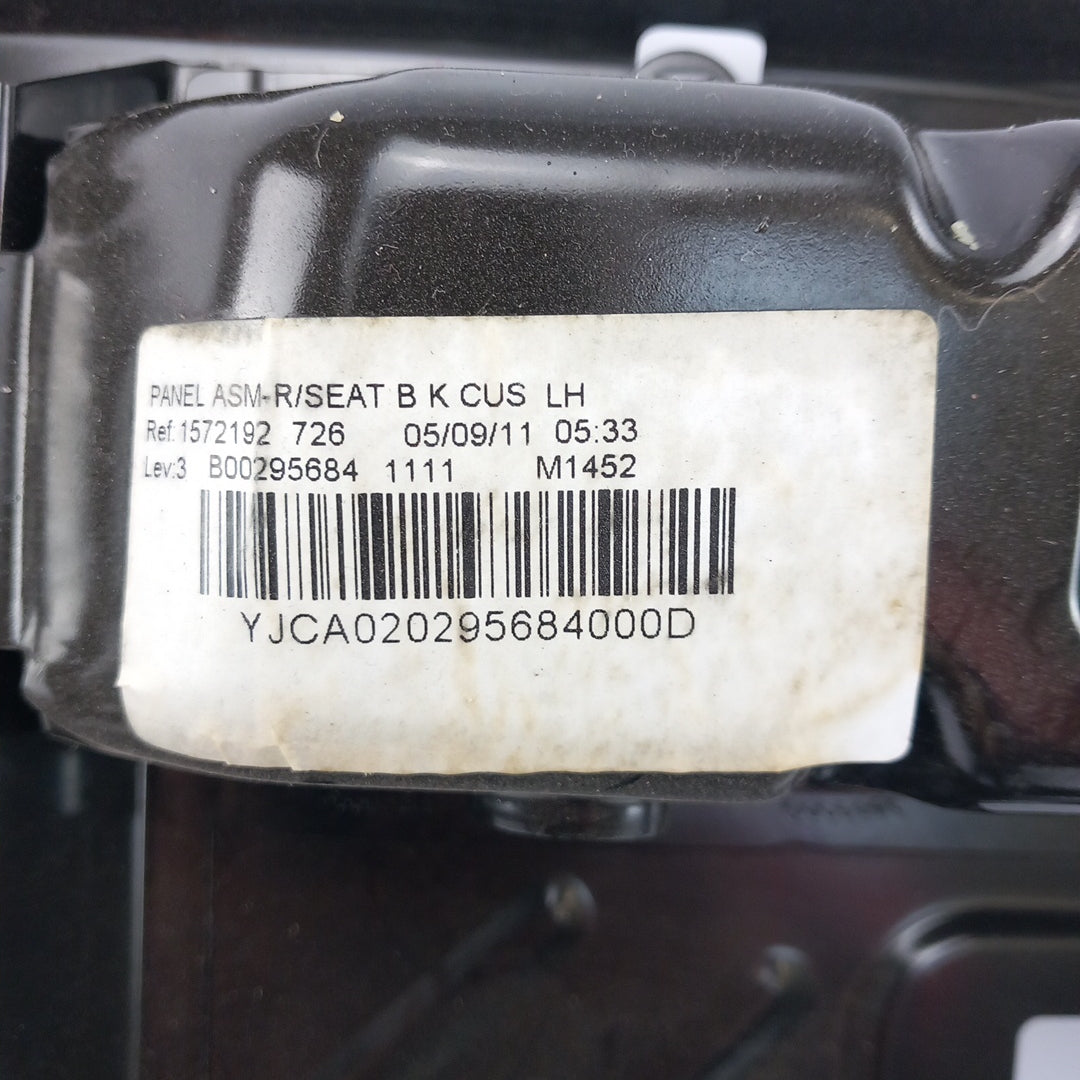 PANEL ASM-R/SEAT B K CUS LH
Ref: 1572192 726 05/09/11 05:33
Lev:3 B00295684 1111 M1452
YJCA020295684000D